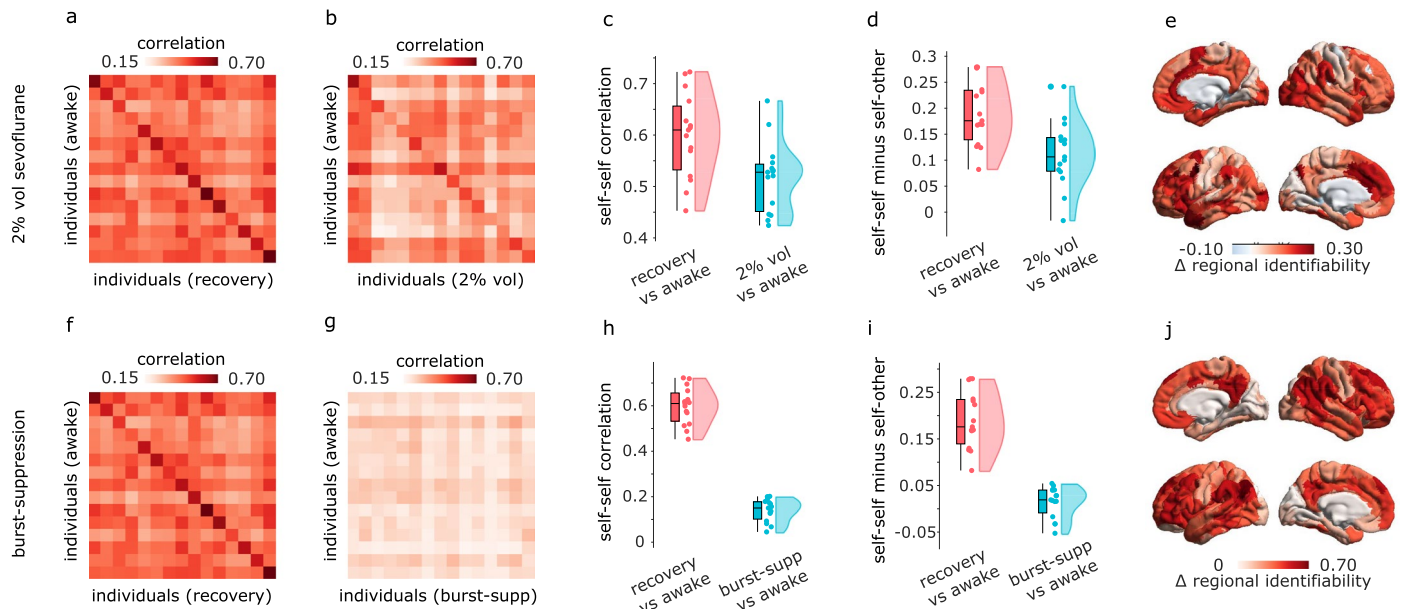 a
b
c
d
e
2% vol sevoflurane
correlation
0.15 0.70
individuals (awake)
individuals (recovery)
correlation
0.15 0.70
individuals (awake)
individuals (2% vol)
self-self correlation
0.7
0.6
0.5
0.4
recovery
vs awake
2% vol
vs awake
self-self minus self-other
0.3
0.25
0.2
0.15
0.1
0.05
0
recovery
vs awake
2% vol
vs awake
-0.10 0.30
Δ regional identifiability
f
g
h
i
j
burst-suppression
correlation
0.15 0.70
individuals (awake)
individuals (recovery)
correlation
0.15 0.70
individuals (awake)
individuals (burst-supp)
self-self correlation
0.6
0.4
0.2
0
recovery
vs awake
burst-supp
vs awake
self-self minus self-other
0.25
0.15
0.05
-0.05
recovery
vs awake
burst-supp
vs awake
0 0.70
Δ regional identifiability